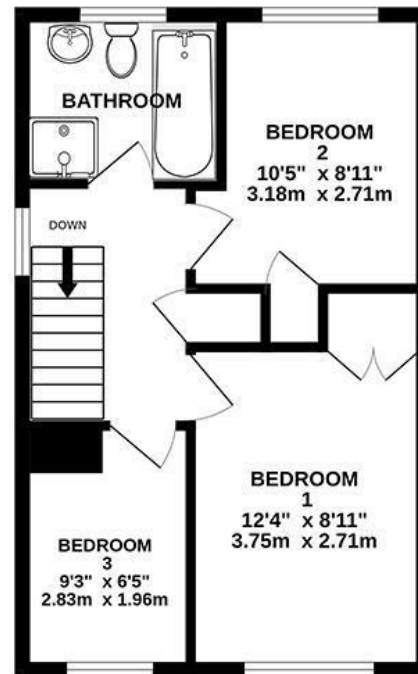 BATHROOM
BEDROOM
2
10'5" x 8'11"
3.18m x 2.71m
DOWN
BEDROOM
1
12'4" x 8'11"
3.75m x 2.71m
BEDROOM
3
9'3" x 6'5"
2.83m x 1.96m